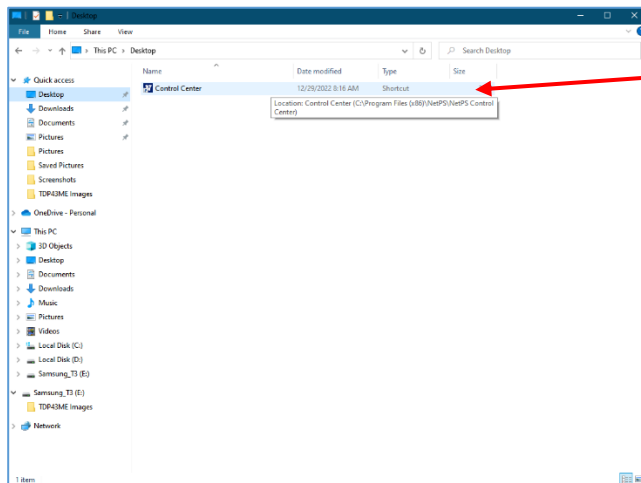 Desktop
File Home Share View
This PC Desktop
Search Desktop
Name Date modified Type Size
Control Center 12/29/2022 8:16 AM Shortcut
Location: Control Center (C:\Program Files (x86)\NetPS\NetPS Control
Center)
Quick access
Desktop
Downloads
Documents
Pictures
Pictures
Saved Pictures
Screenshots
TDP43ME Images
OneDrive - Personal
This PC
3D Objects
Desktop
Documents
Downloads
Music
Pictures
Videos
Local Disk (C:)
Local Disk (D:)
Samsung_T3 (E:)
Samsung_T3 (E:)
TDP43ME Images
Network
1 item